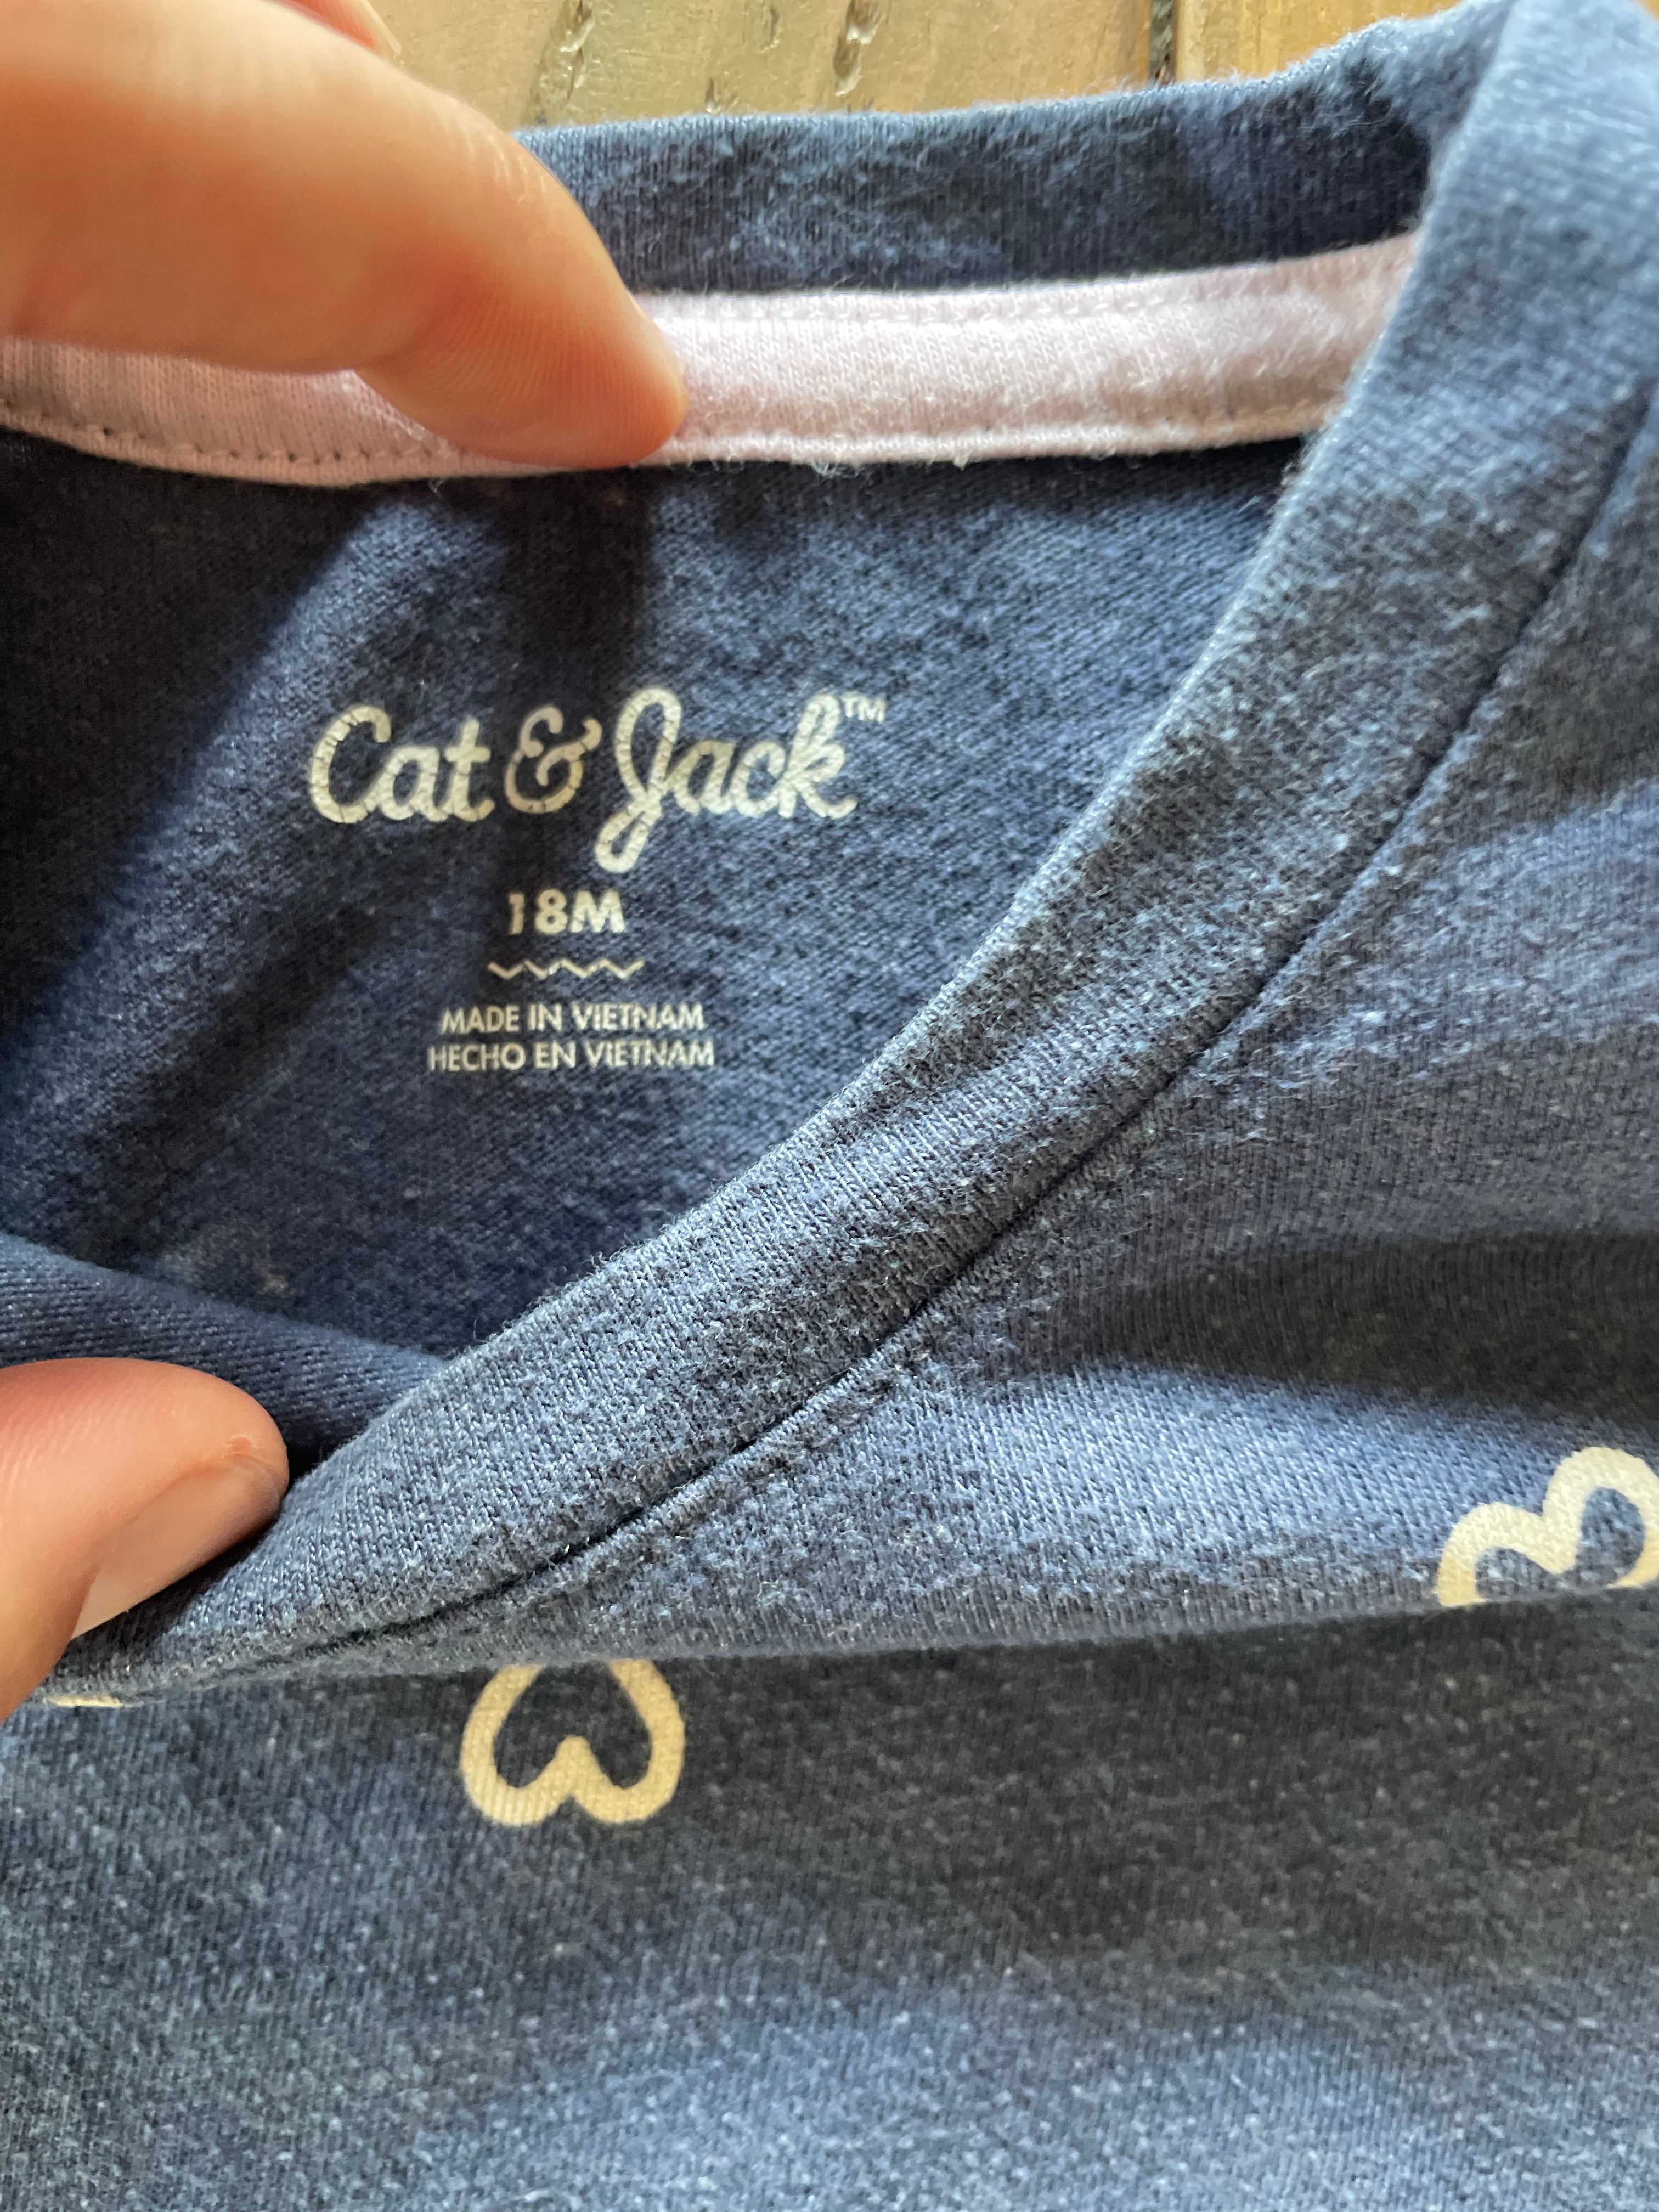 Cat & Jack™
18M
MADE IN VIETNAM
HECHO EN VIETNAM